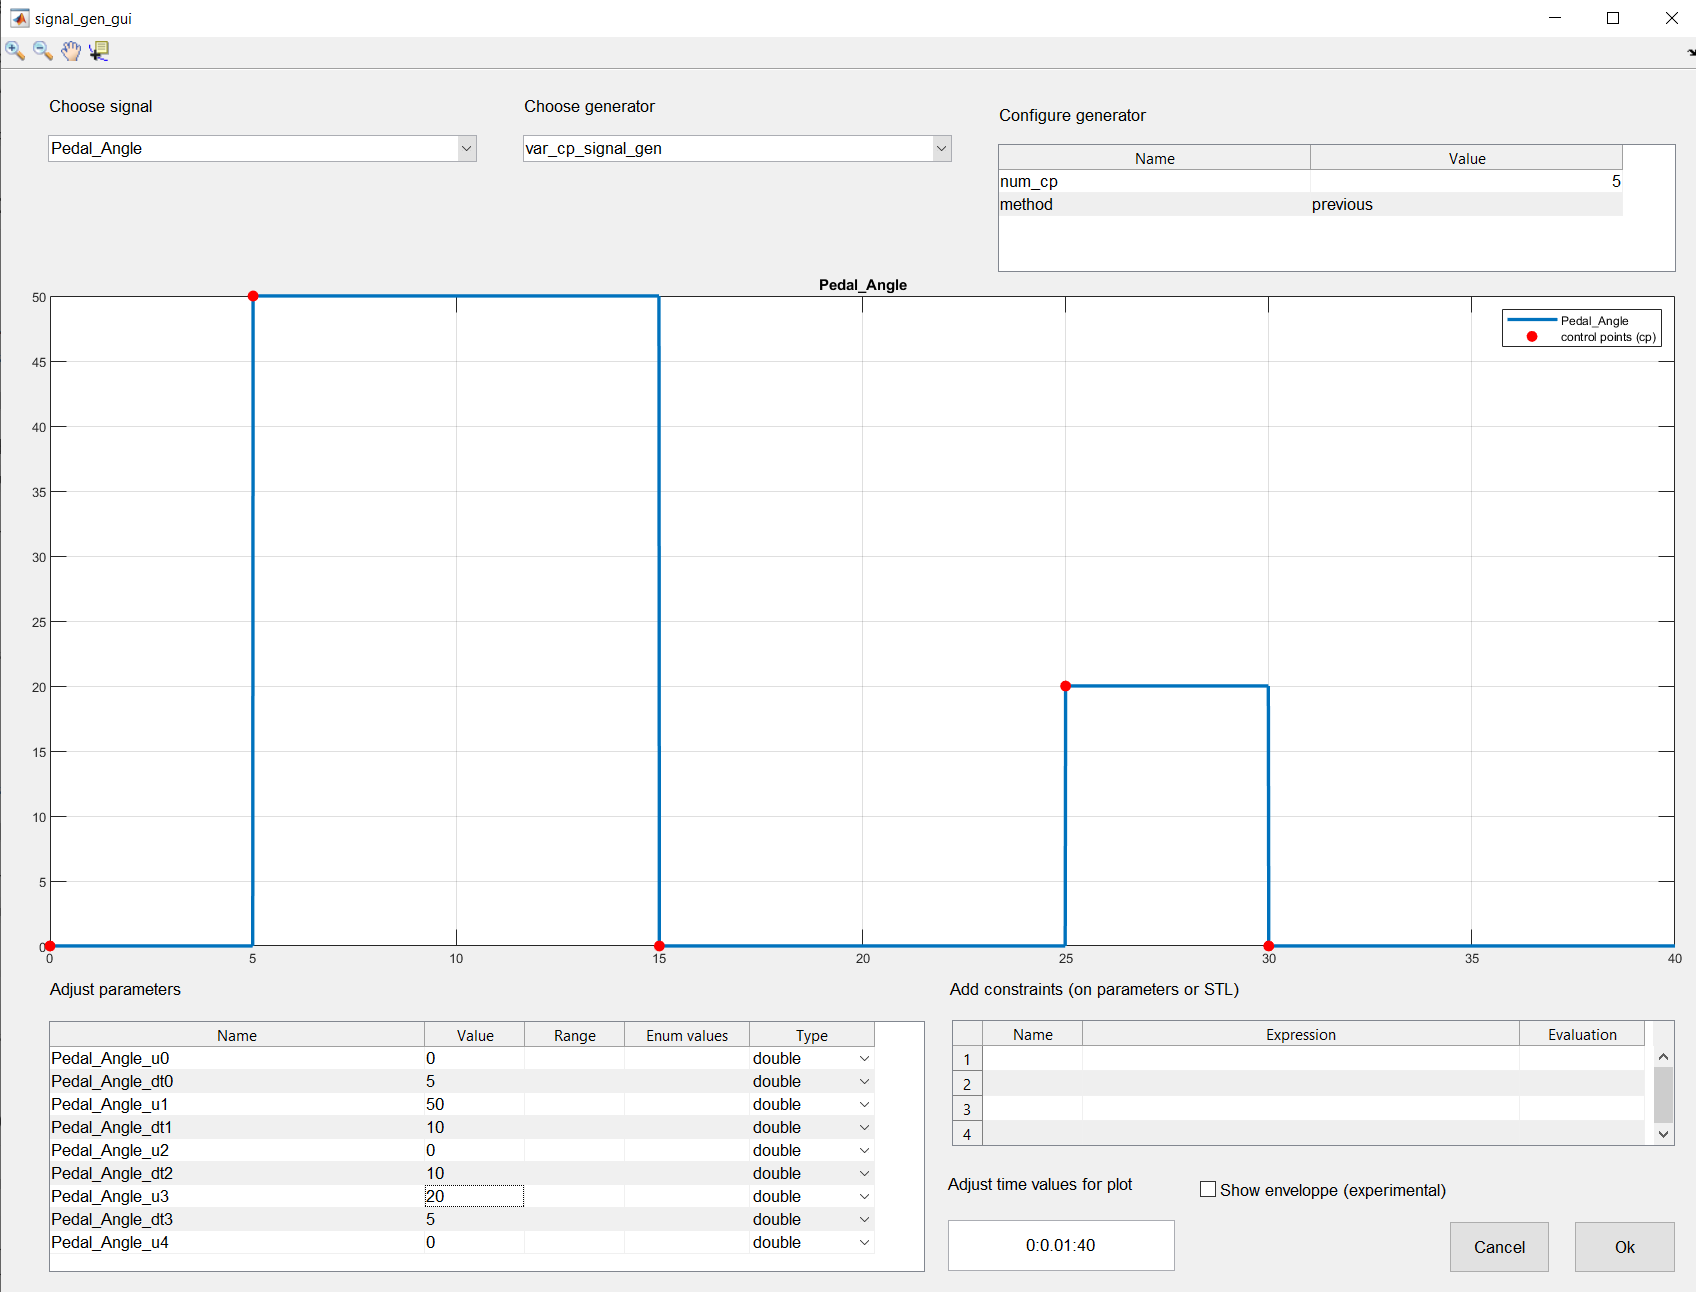 signal_gen_gui
Choose signal
Choose generator
Configure generator
Pedal_Angle
var_cp_signal_gen
Name Value
num_cp 5
method previous
Pedal_Angle
Pedal_Angle
control points (cp)
50
45
40
35
30
25
20
15
10
5
0
0 5 10 15 20 25 30 35 40
Adjust parameters
Name Value Range Enum values Type
Pedal_Angle_u0 0 double
Pedal_Angle_dt0 5 double
Pedal_Angle_u1 50 double
Pedal_Angle_dt1 10 double
Pedal_Angle_u2 0 double
Pedal_Angle_dt2 10 double
Pedal_Angle_u3 20 double
Pedal_Angle_dt3 5 double
Pedal_Angle_u4 0 double
Add constraints (on parameters or STL)
Name Expression Evaluation
1
2
3
4
Adjust time values for plot
Show enveloppe (experimental)
0:0.01:40
Cancel
Ok